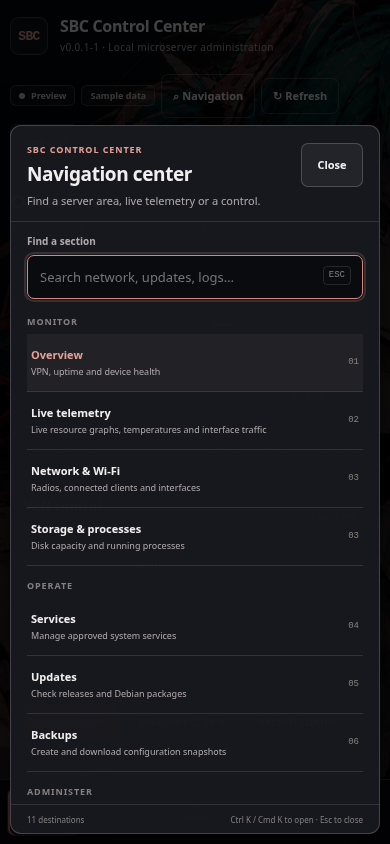 SBC
SBC Control Center
v0.0.1-1 · Local microserver administration
Preview
Sample data
Navigation
↻ Refresh
SBC CONTROL CENTER
Navigation center
Close
Find a server area, live telemetry or a control.
Find a section
Search network, updates, logs...
ESC
MONITOR
Overview
01
VPN, uptime and device health
Live telemetry
02
Live resource graphs, temperatures and interface traffic
Network & Wi-Fi
03
Radios, connected clients and interfaces
Storage & processes
03
Disk capacity and running processes
OPERATE
Services
04
Manage approved system services
Updates
05
Check releases and Debian packages
Backups
06
Create and download configuration snapshots
ADMINISTER
11 destinations
Ctrl K / Cmd K to open · Esc to close